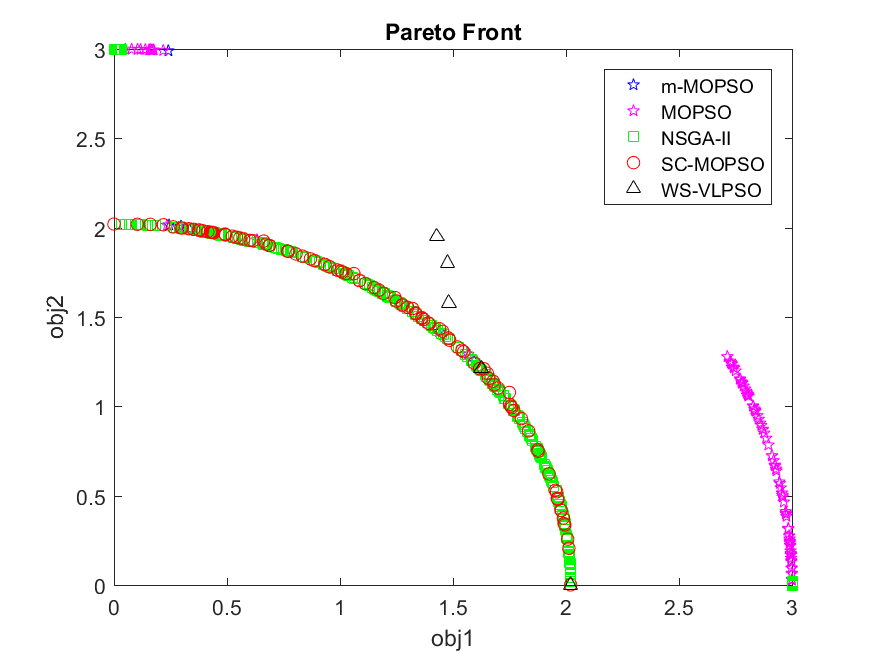 Pareto Front
m-MOPSO
MOPSO
NSGA-II
SC-MOPSO
WS-VLPSO
obj2
3
2.5
2
1.5
1
0.5
0
0
0.5
1
1.5
2
2.5
3
obj1